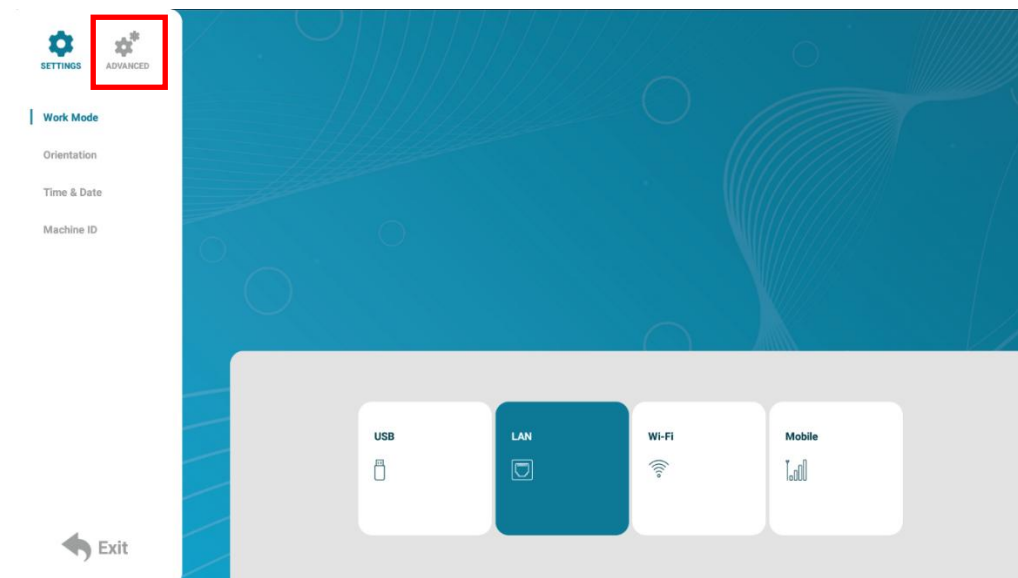 SETTINGS ADVANCED
Work Mode
Orientation
Time & Date
Machine ID
USB LAN Wi-Fi Mobile
Exit